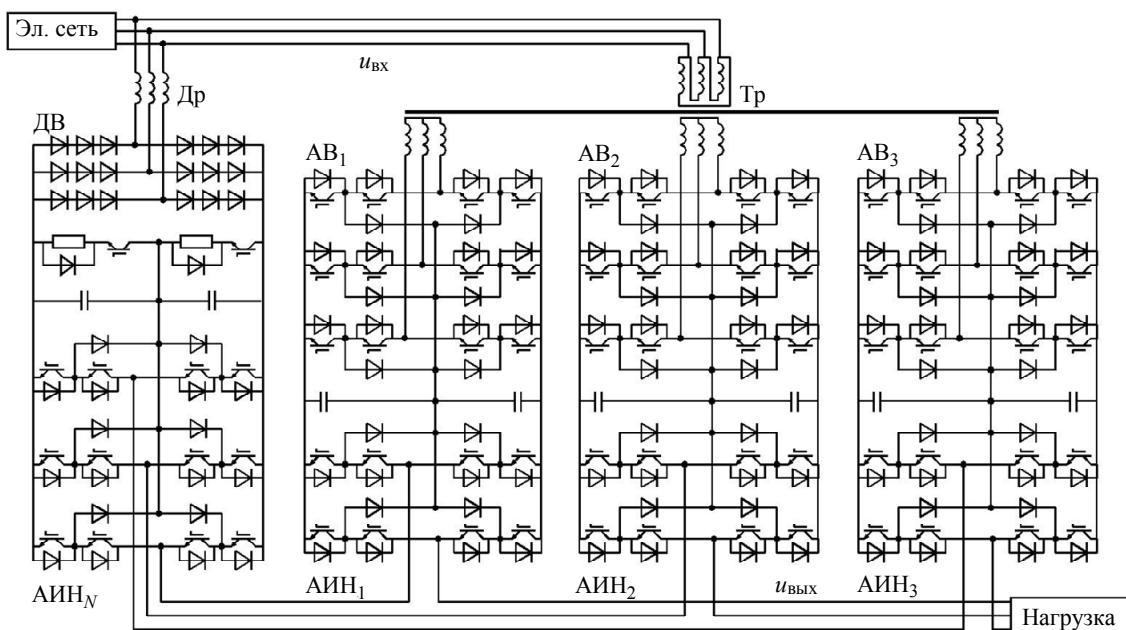 Эл. сеть
uвх
Др
Тр
ДВ
АВ1
АВ2
АВ3
АИНN
АИН1
АИН2
uвых
АИН3
Нагрузка